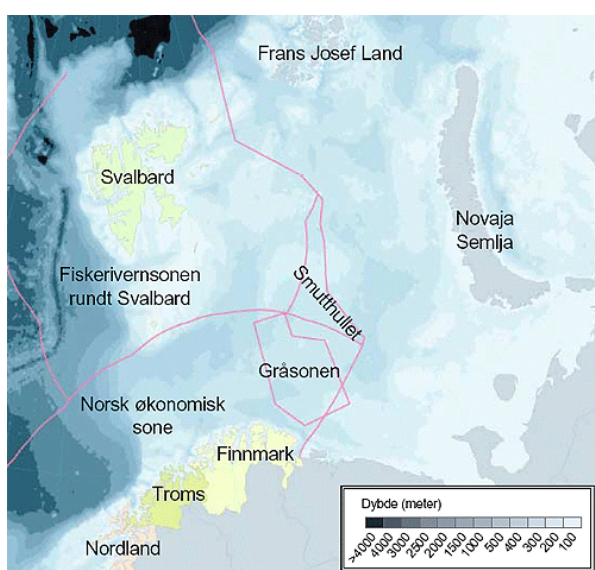 Frans Josef Land
Svalbard
Novaja
Semlja
Fiskerivernsonen
rundt Svalbard
Smutthullet
Gråsonen
Norsk økonomisk
sone
Finnmark
Troms
Nordland
Dybde (meter)
>4000 4000 3000 2500 2000 1500 1000 500 400 300 200 100